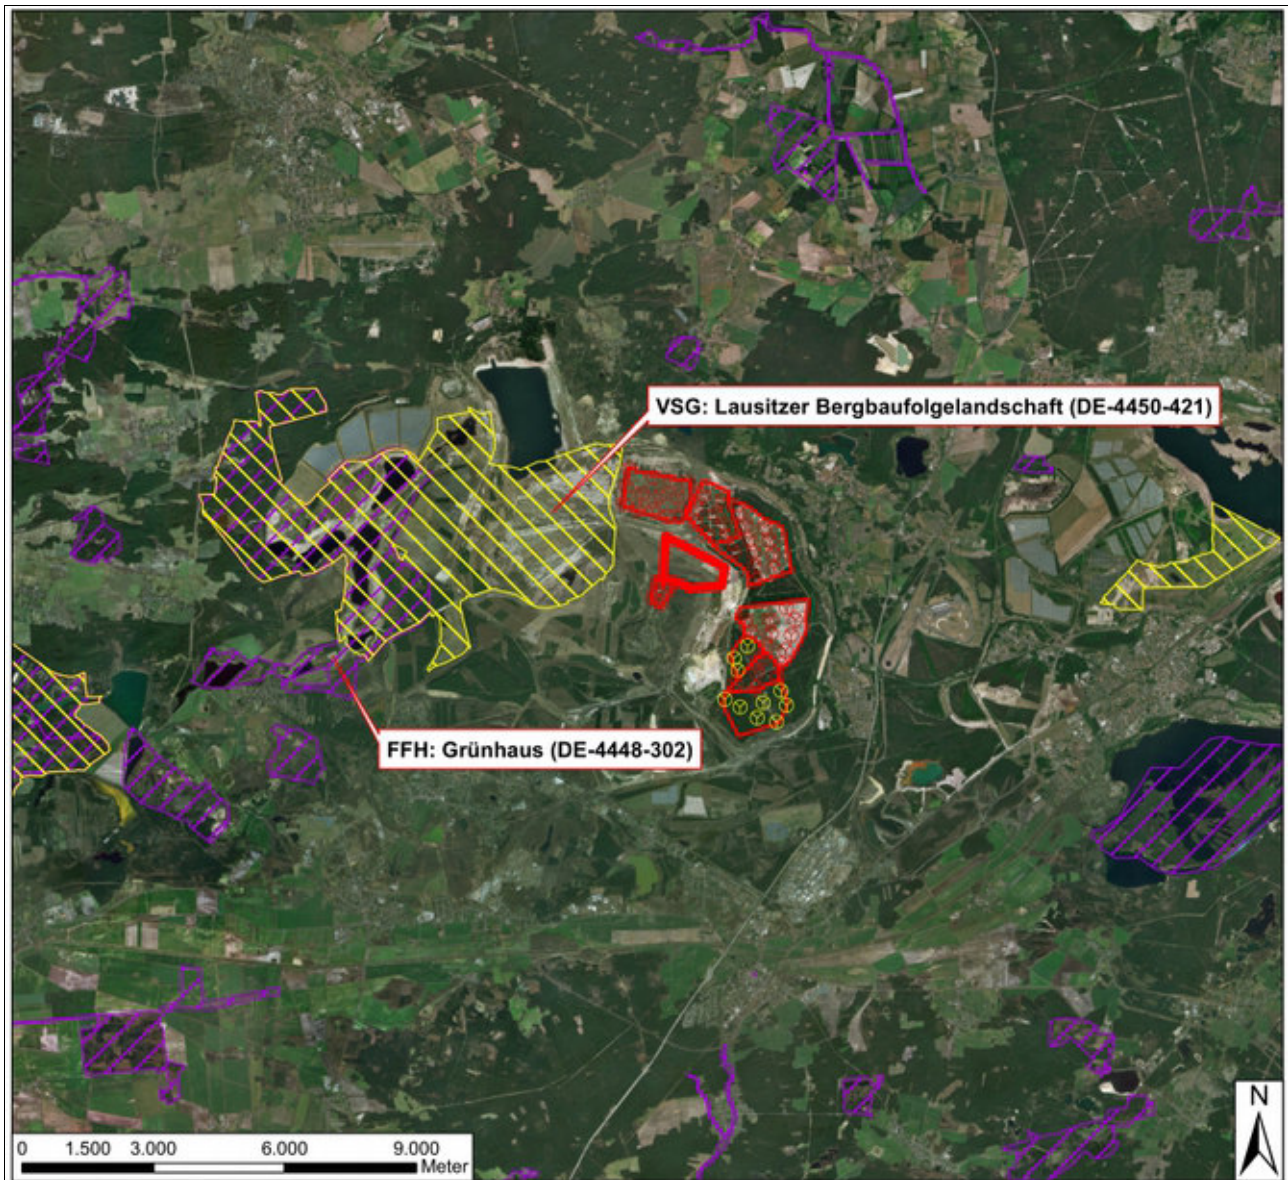 VSG: Lausitzer Bergbaufolgelandschaft (DE-4450-421)
FFH: Grünhaus (DE-4448-302)
N
0 1.500 3.000 6.000 9.000
Meter